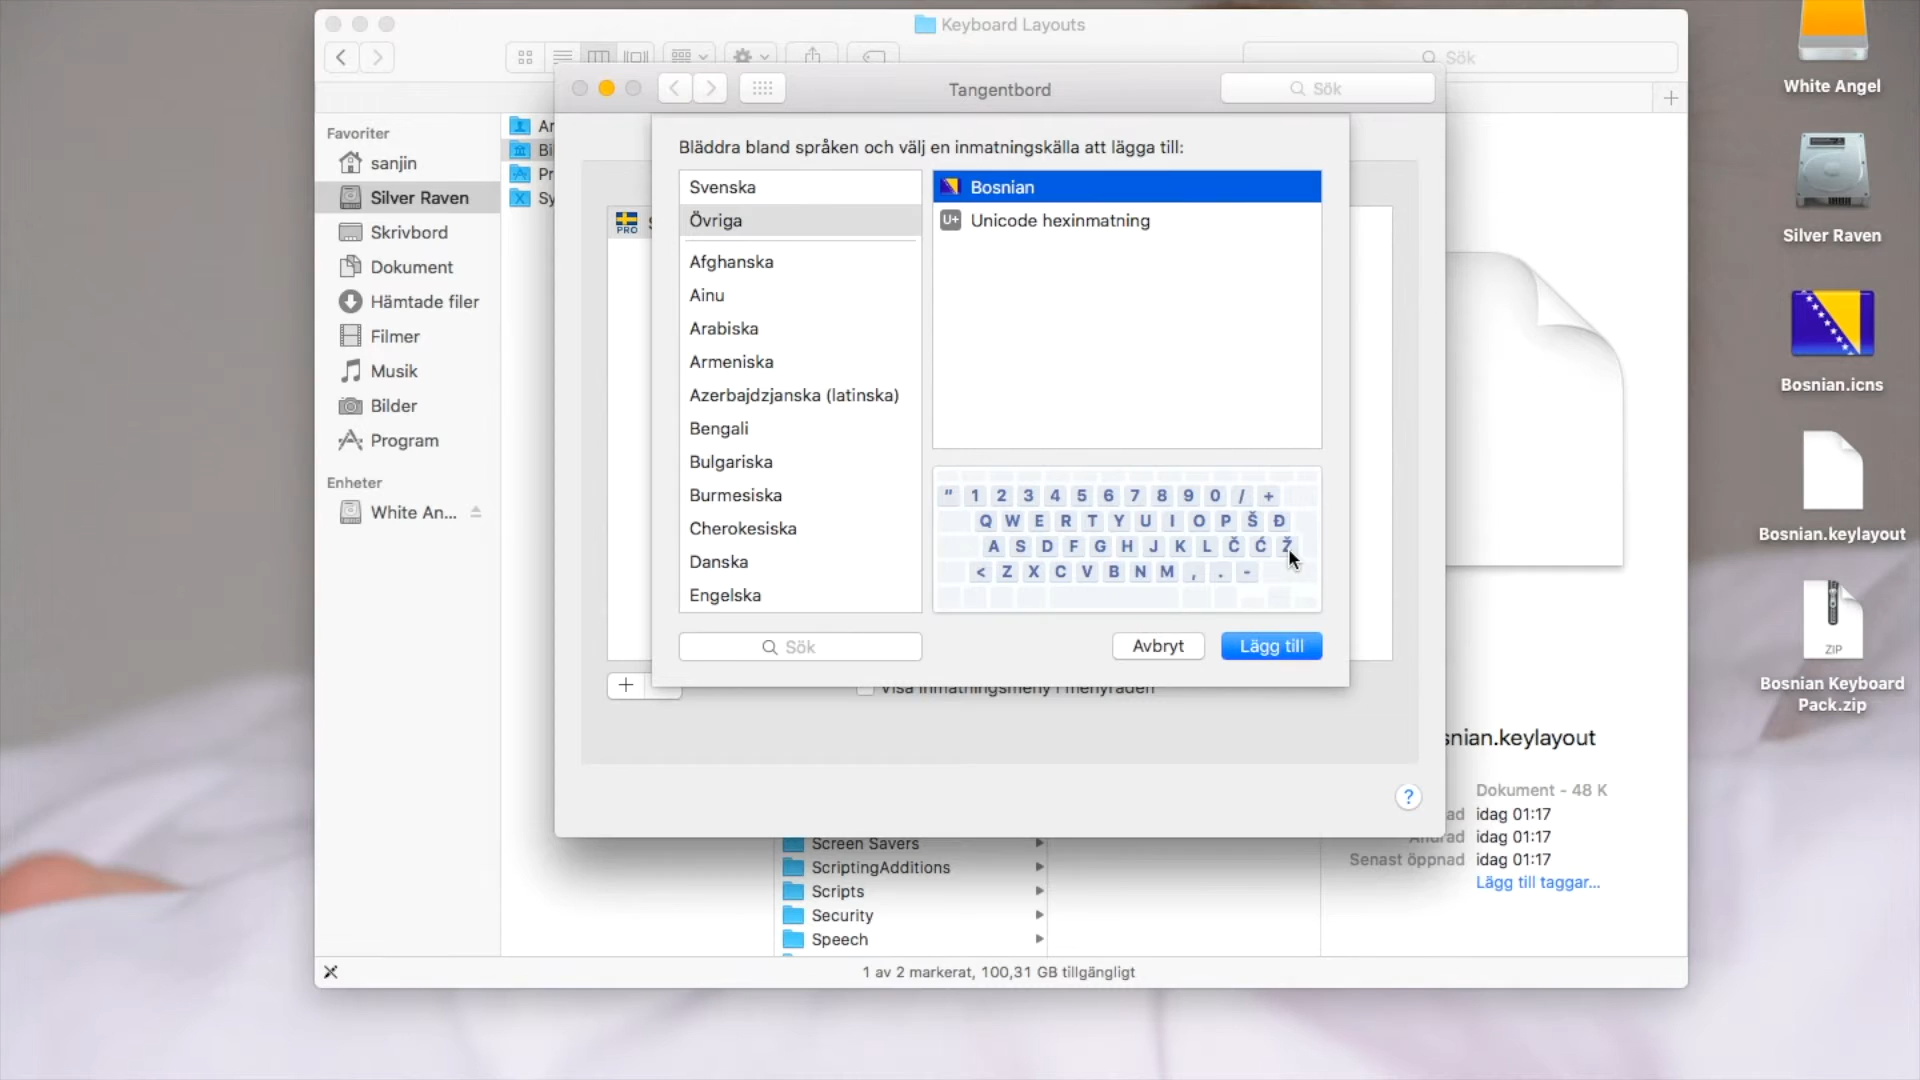 Keyboard Layouts
Sök
Tangentbord
Sök
Favoriter
sanjin
Silver Raven
Skrivbord
Dokument
Hämtade filer
Filmer
Musik
Bilder
Program
Enheter
White An...
Bläddra bland språken och välj en inmatningskälla att lägga till:
Svenska
Övriga
Afghanska
Ainu
Arabiska
Armeniska
Azerbajdzjanska (latinska)
Bengali
Bulgariska
Burmesiska
Cherokesiska
Danska
Engelska
Sök
PRO
Bosnian
U+ Unicode hexinmatning
" 1 2 3 4 5 6 7 8 9 0 / +
Q W E R T Y U I O P Š Đ
A S D F G H J K L Č Ć Ž
< Z X C V B N M , . -
Avbryt
Lägg till
+
Visa inmatningsmeny i menyraden
?
Screen Savers
ScriptingAdditions
Scripts
Security
Speech
snian.keylayout
Dokument - 48 K
idag 01:17
idag 01:17
Senast öppnad idag 01:17
Lägg till taggar...
1 av 2 markerat, 100,31 GB tillgängligt
White Angel
Silver Raven
Bosnian.icns
Bosnian.keylayout
ZIP
Bosnian Keyboard
Pack.zip